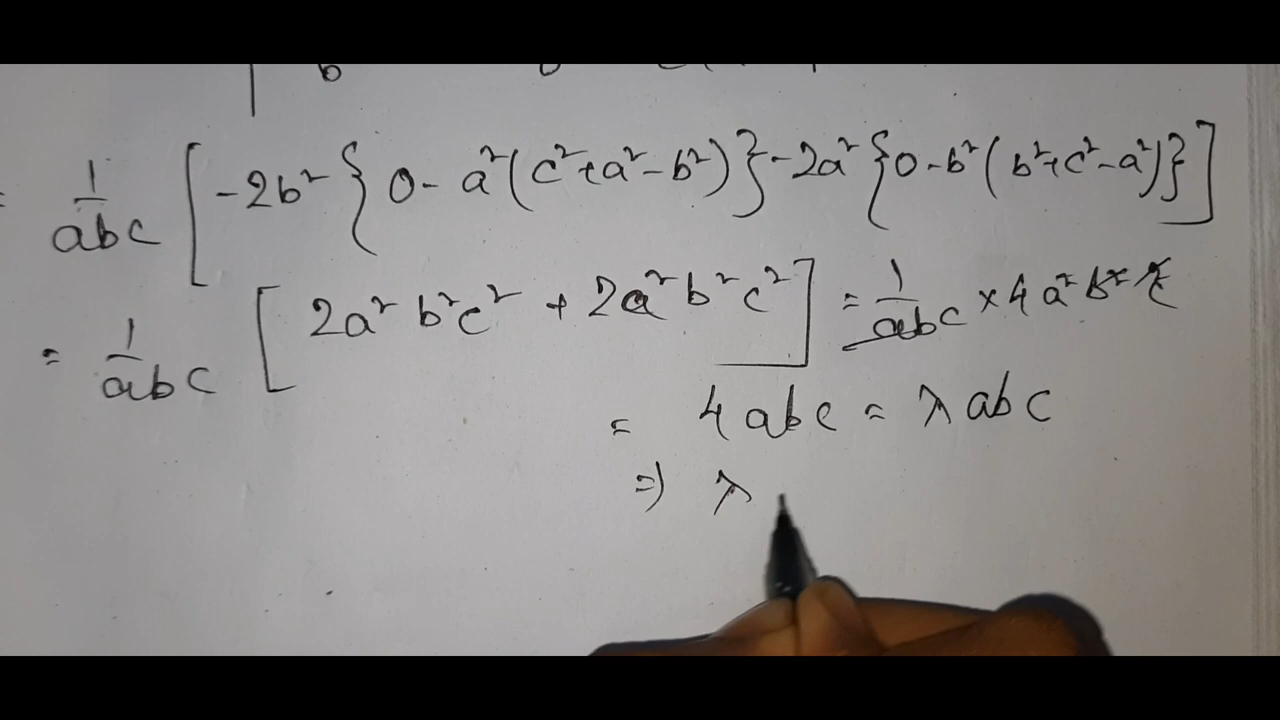 = 1/abc [-2b² {0 - a²(c²+a²-b²)} - 2a² {0 - b²(b²+c²-a²)}]
= 1/abc [2a²b²c² + 2a²b²c²] = 1/abc × 4a²b²c²
= 4abc = λabc
⇒ λ